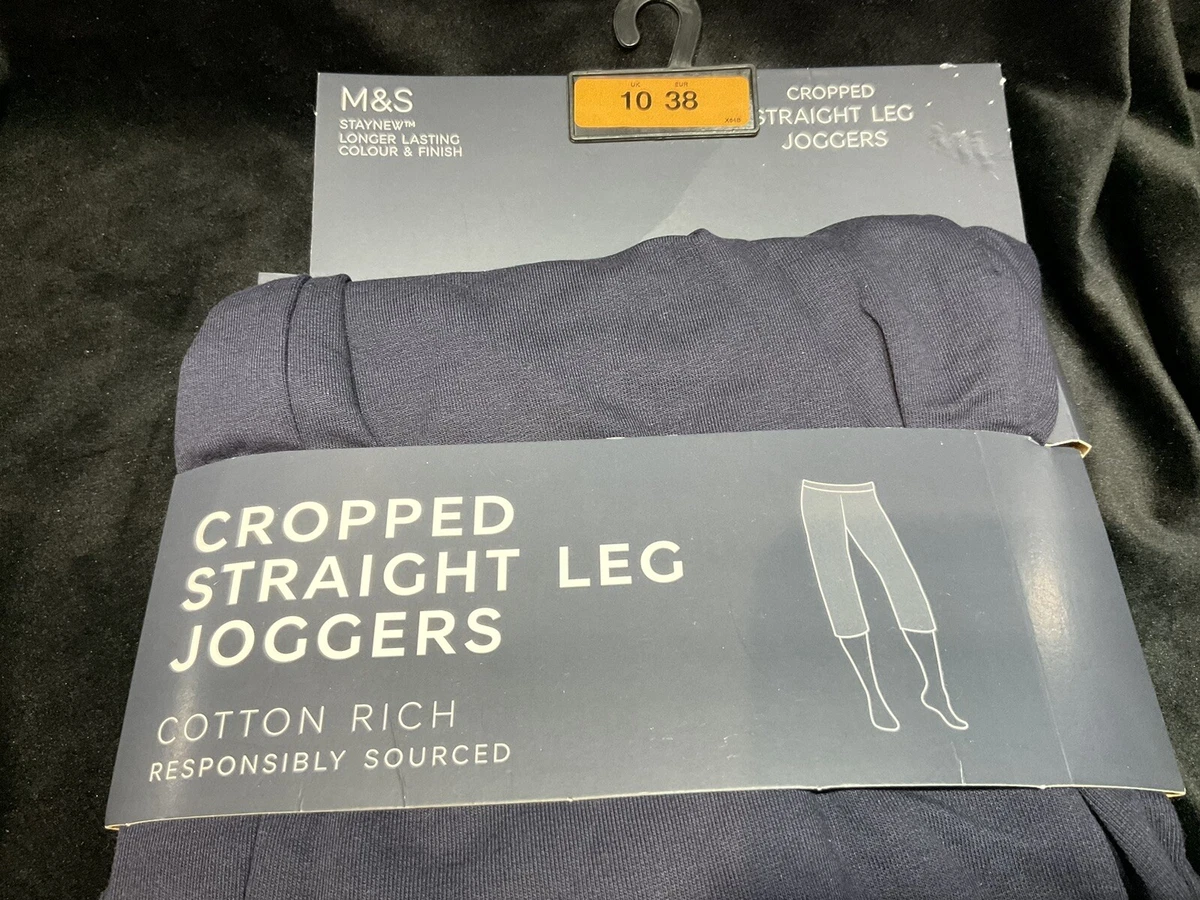 M&S
STAYNEW™
LONGER LASTING
COLOUR & FINISH
UK EUR
10 38
CROPPED
STRAIGHT LEG
JOGGERS
CROPPED
STRAIGHT LEG
JOGGERS
COTTON RICH
RESPONSIBLY SOURCED